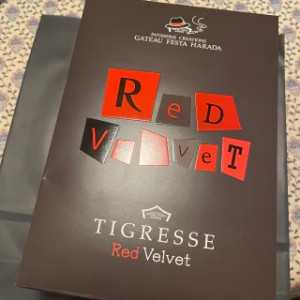 GATEAU FESTA HARADA
ReD
VelveT
TIGRESSE
Red Velvet